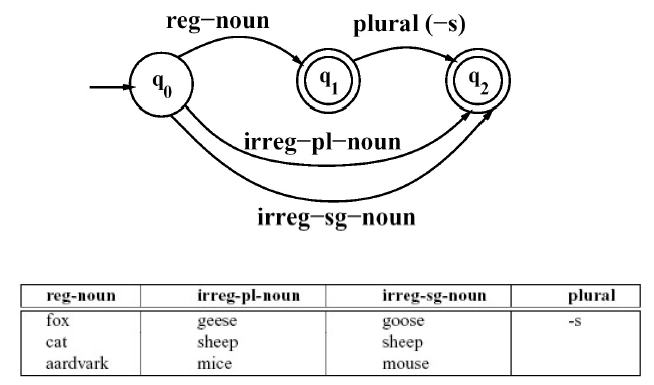 reg−noun
plural (−s)
q0
q1
q2
irreg−pl−noun
irreg−sg−noun
reg-noun irreg-pl-noun irreg-sg-noun plural
fox geese goose -s
cat sheep sheep
aardvark mice mouse